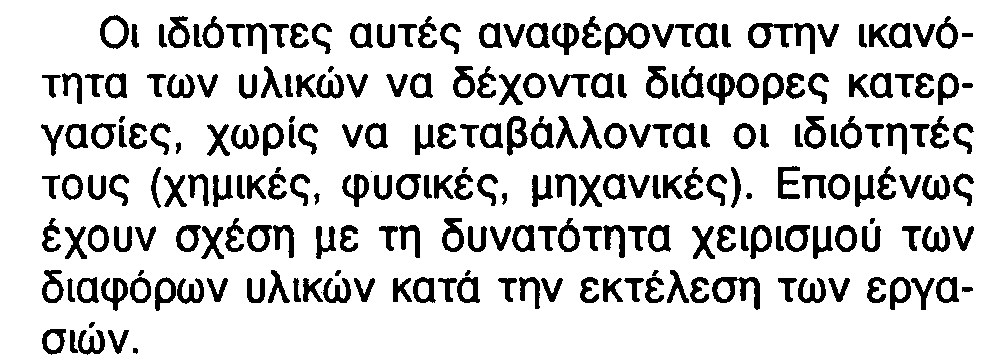 Οι ιδιότητες αυτές αναφέρονται στην ικανό-
τητα των υλικών να δέχονται διάφορες κατερ-
γασίες, χωρίς να μεταβάλλονται οι ιδιότητές
τους (χημικές, φυσικές, μηχανικές). Επομένως
έχουν σχέση με τη δυνατότητα χειρισμού των
διαφόρων υλικών κατά την εκτέλεση των εργα-
σιών.